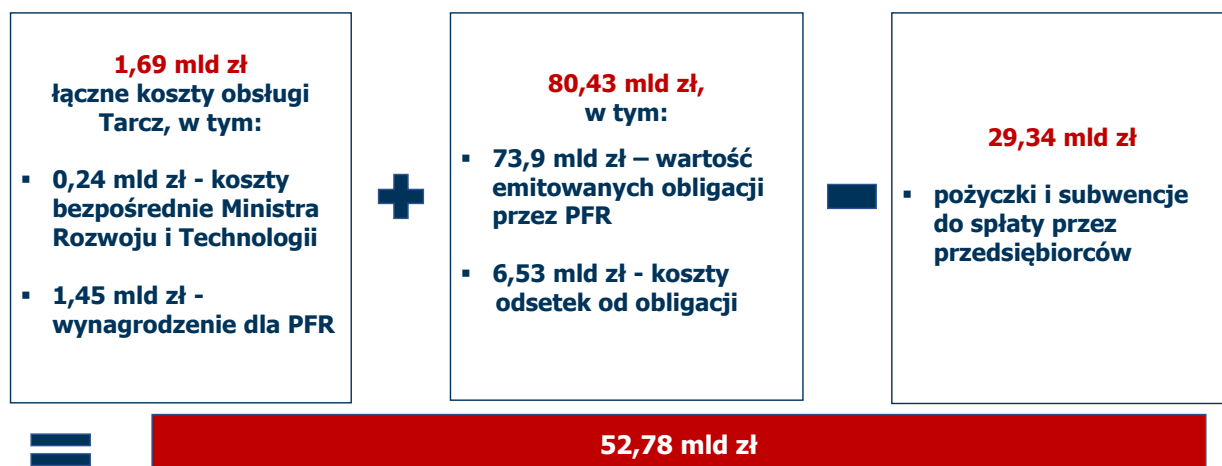 1,69 mld zł
łączne koszty obsługi
Tarcz, w tym:
▪ 0,24 mld zł - koszty
bezpośrednie Ministra
Rozwoju i Technologii
▪ 1,45 mld zł -
wynagrodzenie dla PFR
80,43 mld zł,
w tym:
▪ 73,9 mld zł – wartość
emitowanych obligacji
przez PFR
▪ 6,53 mld zł - koszty
odsetek od obligacji
29,34 mld zł
▪ pożyczki i subwencje
do spłaty przez
przedsiębiorców
52,78 mld zł